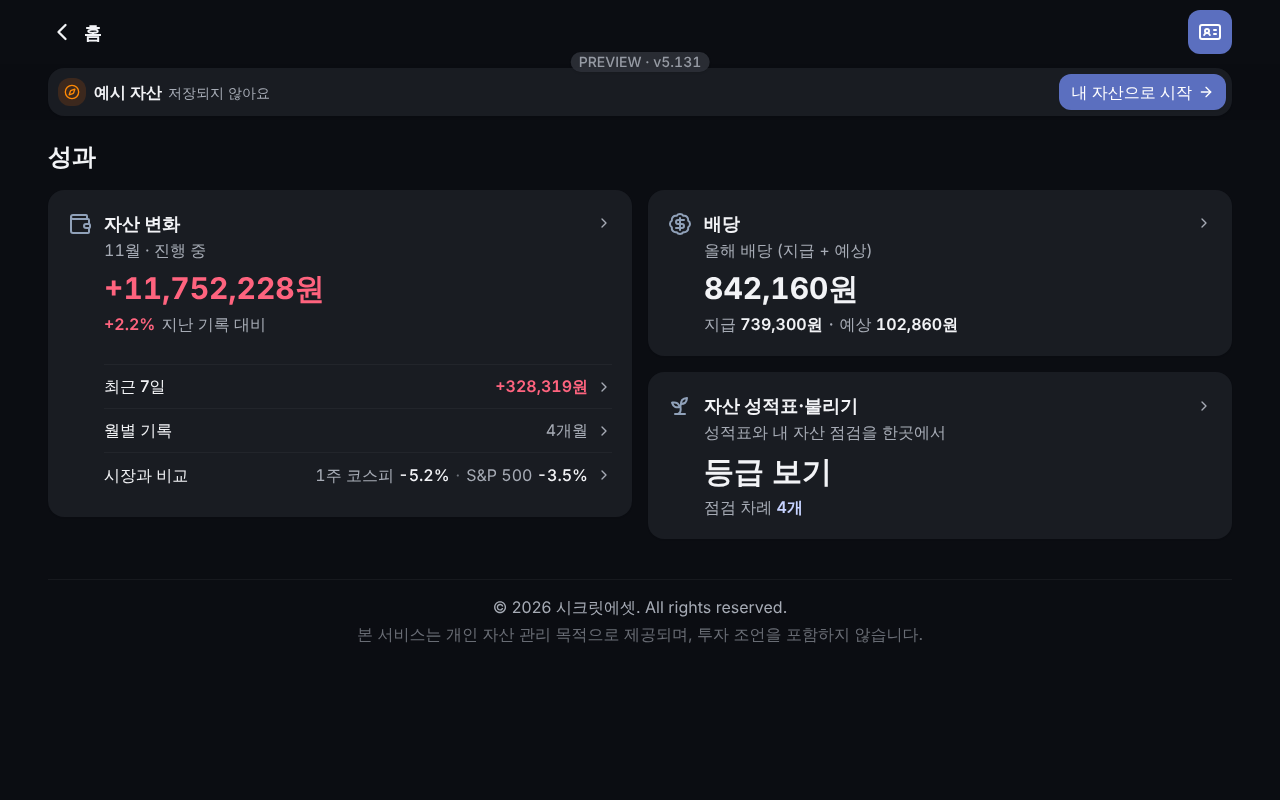 홈
PREVIEW · v5.131
예시 자산 저장되지 않아요
내 자산으로 시작 →
성과
자산 변화
11월 · 진행 중
+11,752,228원
+2.2% 지난 기록 대비
최근 7일 +328,319원
월별 기록 4개월
시장과 비교 1주 코스피 -5.2% · S&P 500 -3.5%
배당
올해 배당 (지급 + 예상)
842,160원
지급 739,300원 · 예상 102,860원
자산 성적표·불리기
성적표와 내 자산 점검을 한곳에서
등급 보기
점검 차례 4개
© 2026 시크릿에셋. All rights reserved.
본 서비스는 개인 자산 관리 목적으로 제공되며, 투자 조언을 포함하지 않습니다.